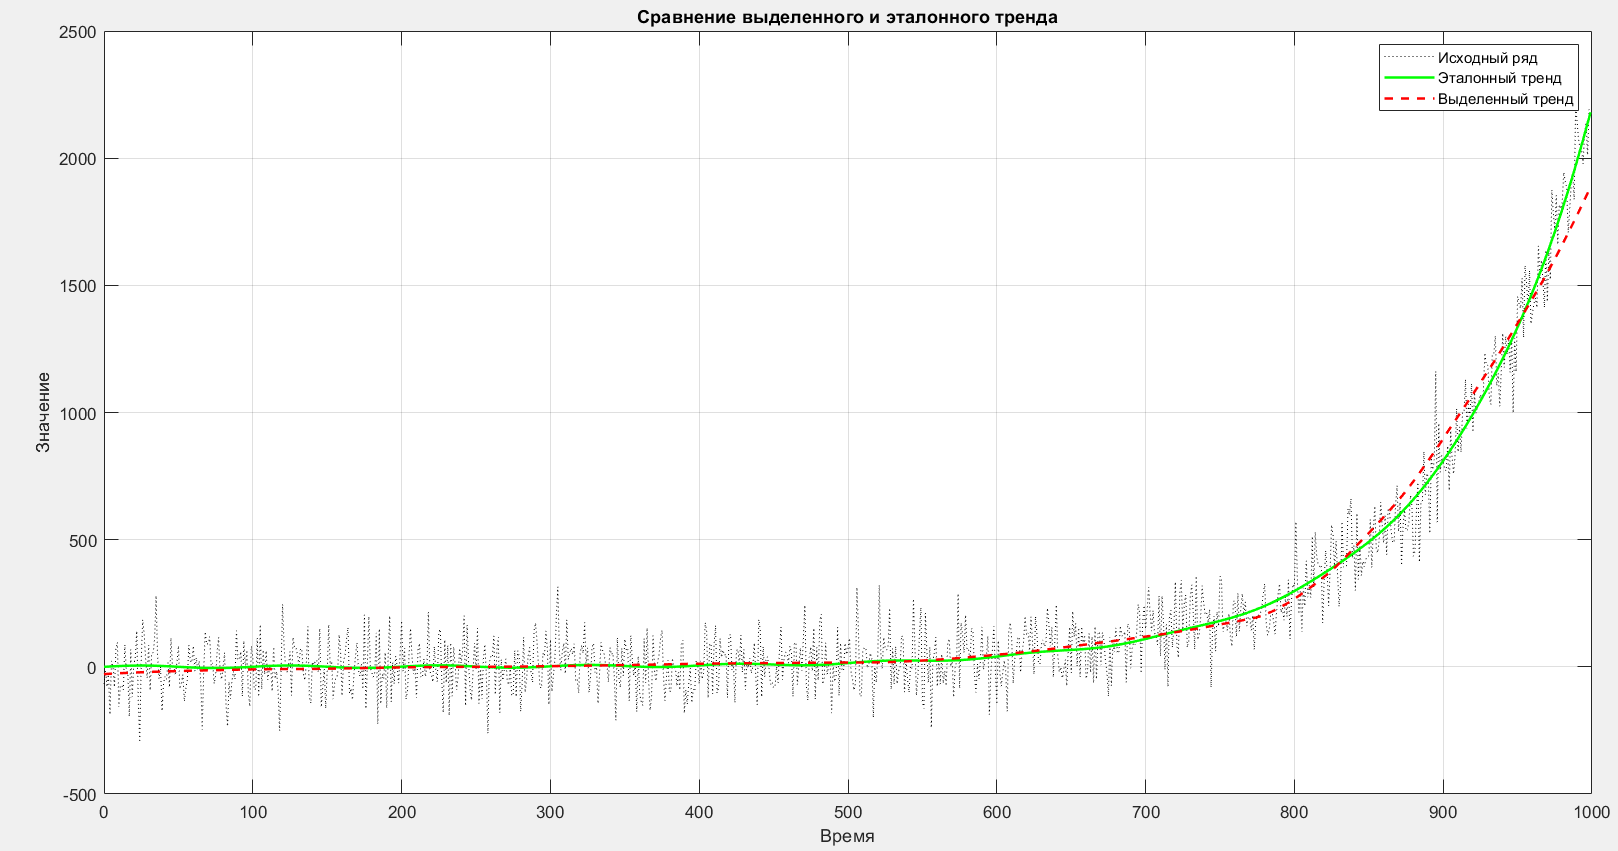 Сравнение выделенного и эталонного тренда
2500
2000
1500
1000
500
0
-500
Значение
Исходный ряд
Эталонный тренд
Выделенный тренд
0 100 200 300 400 500 600 700 800 900 1000
Время